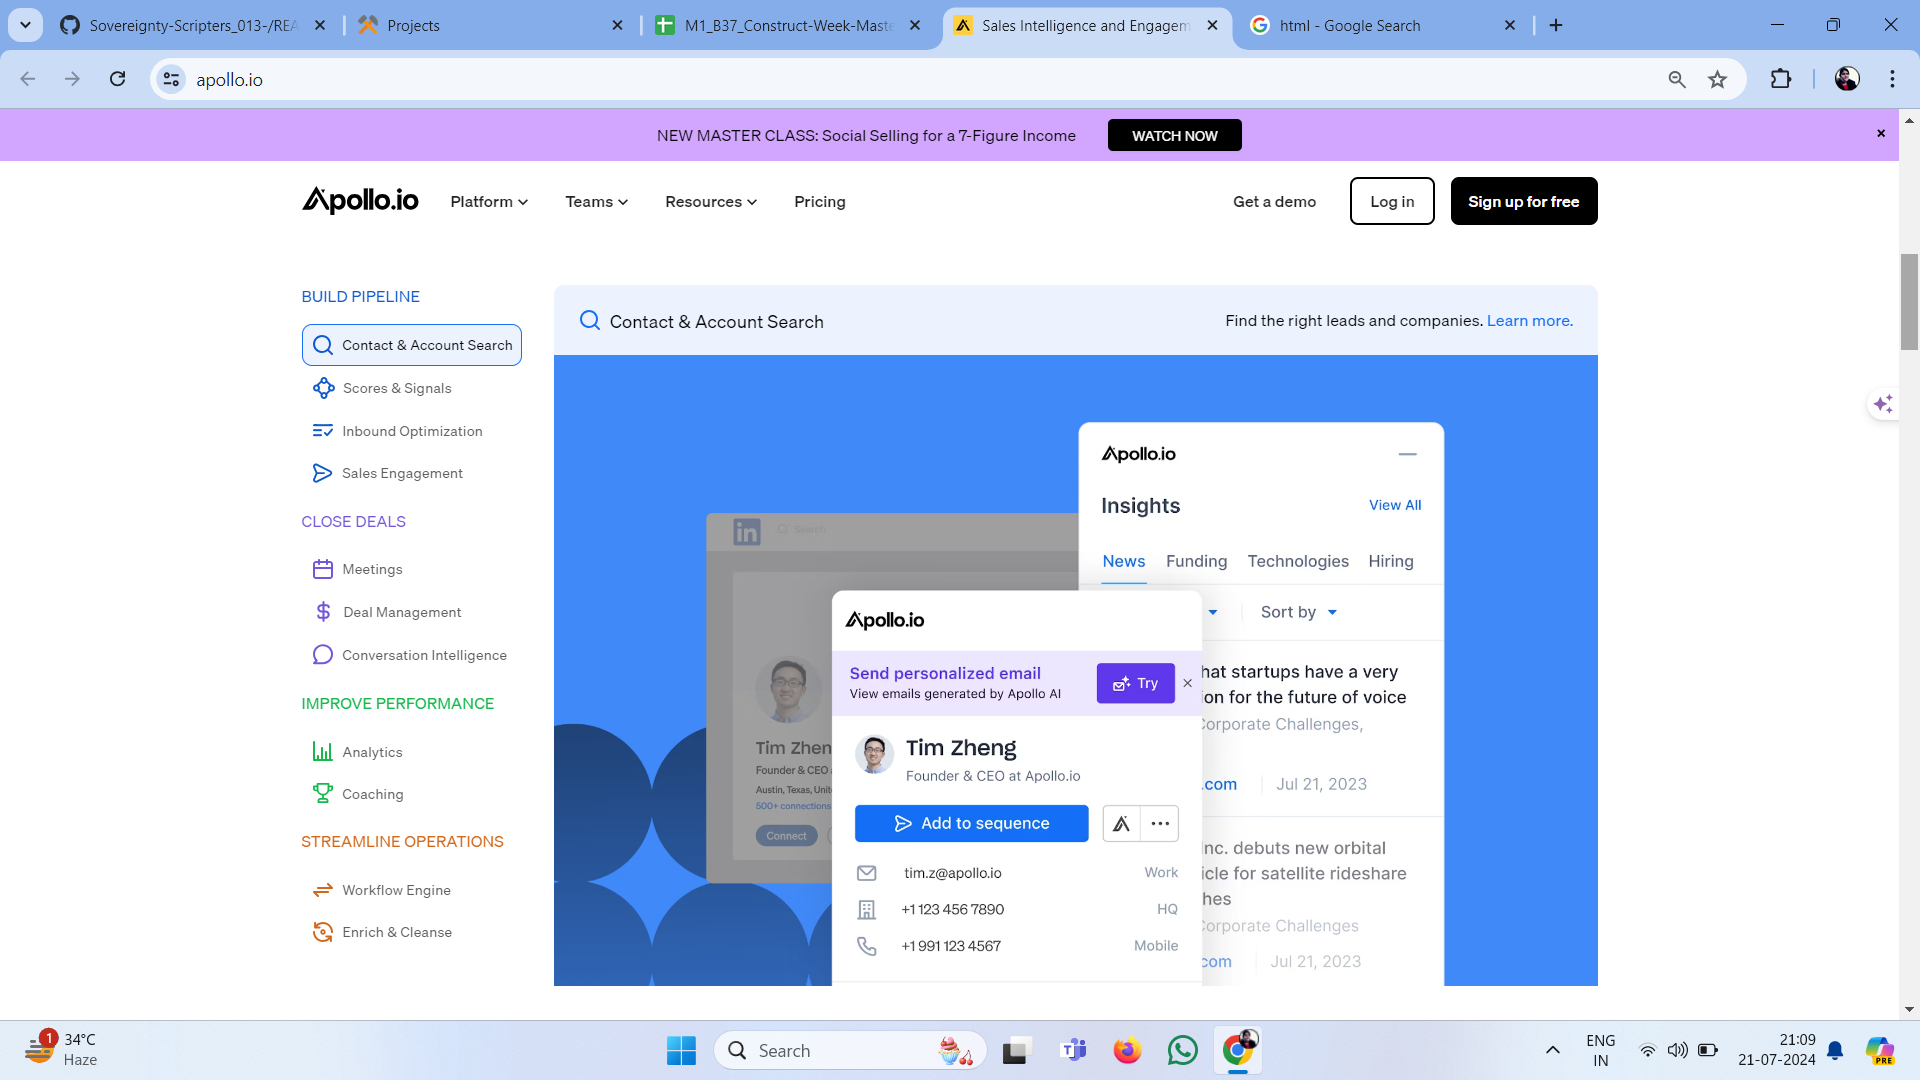 Sovereignty-Scripters_013-/REA
Projects
M1_B37_Construct-Week-Maste
Sales Intelligence and Engagem
html - Google Search
apollo.io
NEW MASTER CLASS: Social Selling for a 7-Figure Income
WATCH NOW
Apollo.io
Platform
Teams
Resources
Pricing
Get a demo
Log in
Sign up for free
BUILD PIPELINE
Contact & Account Search
Scores & Signals
Inbound Optimization
Sales Engagement
CLOSE DEALS
Meetings
Deal Management
Conversation Intelligence
IMPROVE PERFORMANCE
Analytics
Coaching
STREAMLINE OPERATIONS
Workflow Engine
Enrich & Cleanse
Contact & Account Search
Find the right leads and companies. Learn more.
in
Search
Tim Zhen
Founder & CEO
Austin, Texas, Unit
500+ connections
Connect
Apollo.io
Insights
View All
News
Funding
Technologies
Hiring
Sort by
hat startups have a very
ion for the future of voice
Corporate Challenges,
.com
Jul 21, 2023
nc. debuts new orbital
icle for satellite rideshare
hes
Corporate Challenges
com
Jul 21, 2023
Apollo.io
Send personalized email
View emails generated by Apollo AI
Try
Tim Zheng
Founder & CEO at Apollo.io
Add to sequence
tim.z@apollo.io
Work
+1 123 456 7890
HQ
+1 991 123 4567
Mobile
1
34°C
Haze
Search
ENG
IN
21:09
21-07-2024
PRE